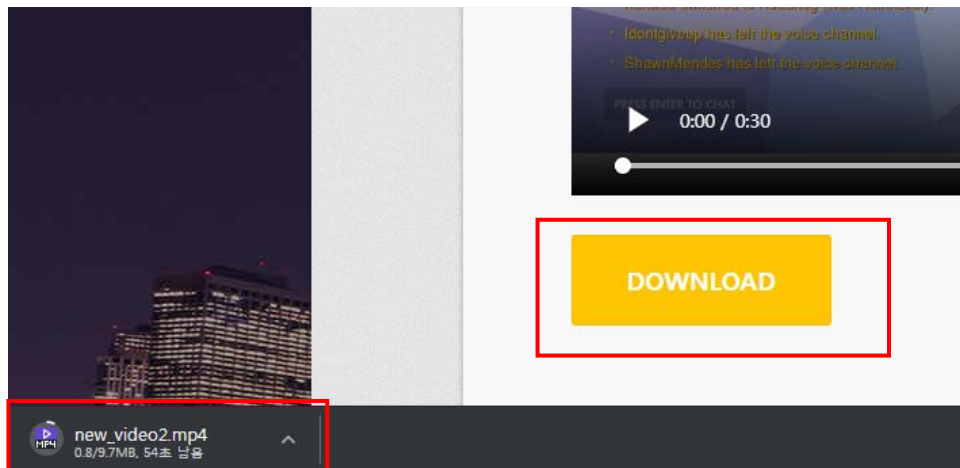 Idontgiveup has left the voice channel.
ShawnMendes has left the voice channel.
PRESS ENTER TO CHAT
0:00 / 0:30
DOWNLOAD
MP4
new_video2.mp4
0.8/9.7MB, 54초 남음